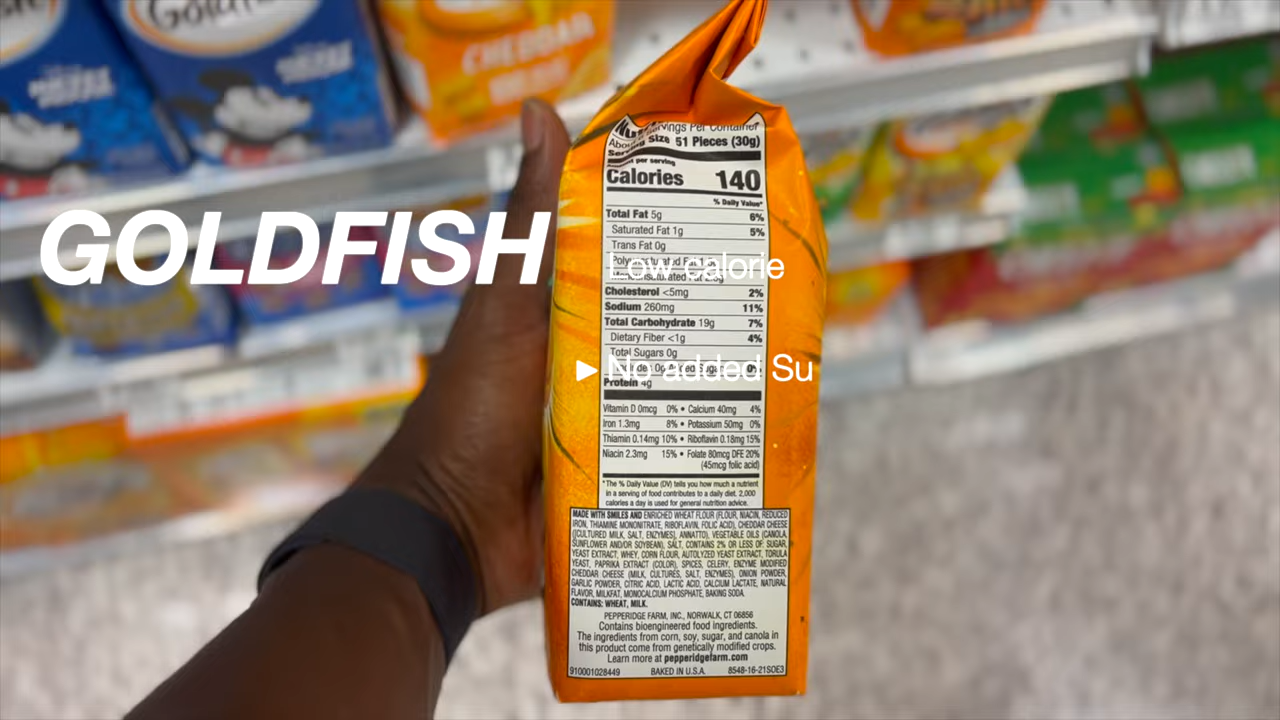 Goldfish
CHEDDAR
GOLDFISH
Low Calorie
▶ No added Su
Servings Per Container
Serving Size 51 Pieces (30g)
per serving
Calories 140
% Daily Value*
Total Fat 5g 6%
Saturated Fat 1g 5%
Trans Fat 0g
Polyunsaturated Fat
Monounsaturated Fat
Cholesterol <5mg 2%
Sodium 260mg 11%
Total Carbohydrate 19g 7%
Dietary Fiber <1g 4%
Total Sugars 0g
Includes 0g Added Sugars 0%
Protein 4g
Vitamin D 0mcg 0% • Calcium 40mg 4%
Iron 1.3mg 8% • Potassium 50mg 0%
Thiamin 0.14mg 10% • Riboflavin 0.18mg 15%
Niacin 2.3mg 15% • Folate 80mcg DFE 20%
(45mcg folic acid)
*The % Daily Value (DV) tells you how much a nutrient
in a serving of food contributes to a daily diet. 2,000
calories a day is used for general nutrition advice.
MADE WITH SMILES AND ENRICHED WHEAT FLOUR (FLOUR, NIACIN, REDUCED
IRON, THIAMINE MONONITRATE, RIBOFLAVIN, FOLIC ACID), CHEDDAR CHEESE
([CULTURED MILK, SALT, ENZYMES], ANNATTO), VEGETABLE OILS (CANOLA,
SUNFLOWER AND/OR SOYBEAN), SALT, CONTAINS 2% OR LESS OF: SUGAR,
YEAST EXTRACT, WHEY, CORN FLOUR, AUTOLYZED YEAST EXTRACT, TORULA
YEAST, PAPRIKA EXTRACT (COLOR), SPICES, CELERY, ENZYME MODIFIED
CHEDDAR CHEESE (MILK, CULTURES, SALT, ENZYMES), ONION POWDER,
GARLIC POWDER, CITRIC ACID, LACTIC ACID, CALCIUM LACTATE, NATURAL
FLAVOR, MILKFAT, MONOCALCIUM PHOSPHATE, BAKING SODA.
CONTAINS: WHEAT, MILK.
PEPPERIDGE FARM, INC., NORWALK, CT 06856
Contains bioengineered food ingredients.
The ingredients from corn, soy, sugar, and canola in
this product come from genetically modified crops.
Learn more at pepperidgefarm.com
910001028449 BAKED IN U.S.A. 8548-16-21SOE3